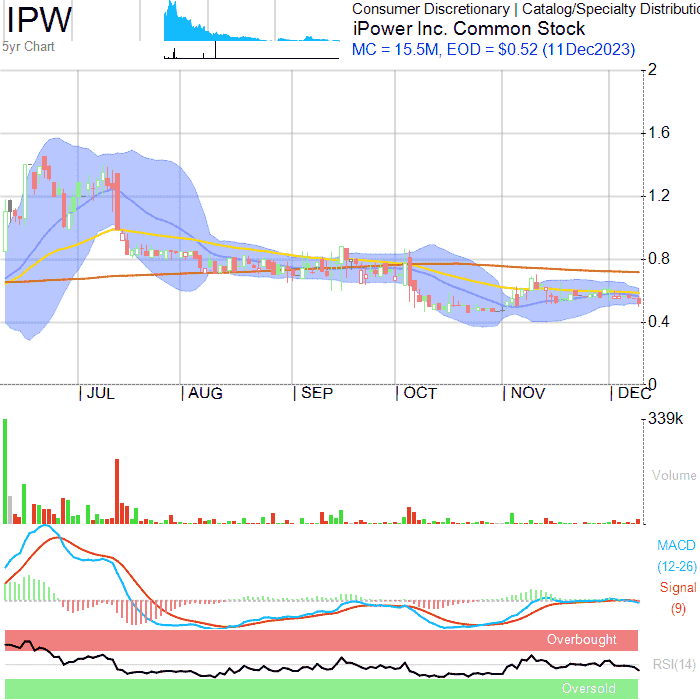 IPW
5yr Chart
Consumer Discretionary | Catalog/Specialty Distributic
iPower Inc. Common Stock
MC = 15.5M, EOD = $0.52 (11Dec2023)
2
1.6
1.2
0.8
0.4
0
JUL
AUG
SEP
OCT
NOV
DEC
339k
Volume
MACD
(12-26)
Signal
(9)
Overbought
RSI(14)
Oversold